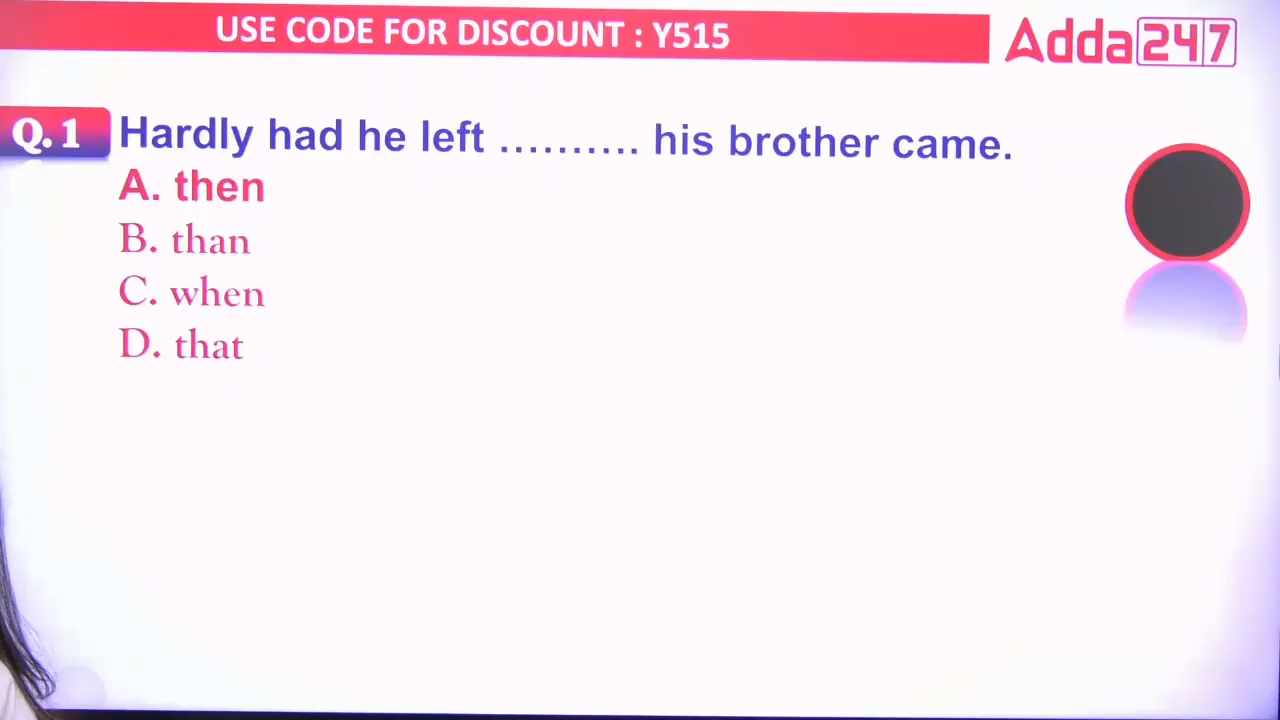 USE CODE FOR DISCOUNT : Y515
Adda247
Q. 1 Hardly had he left .......... his brother came.
A. then
B. than
C. when
D. that